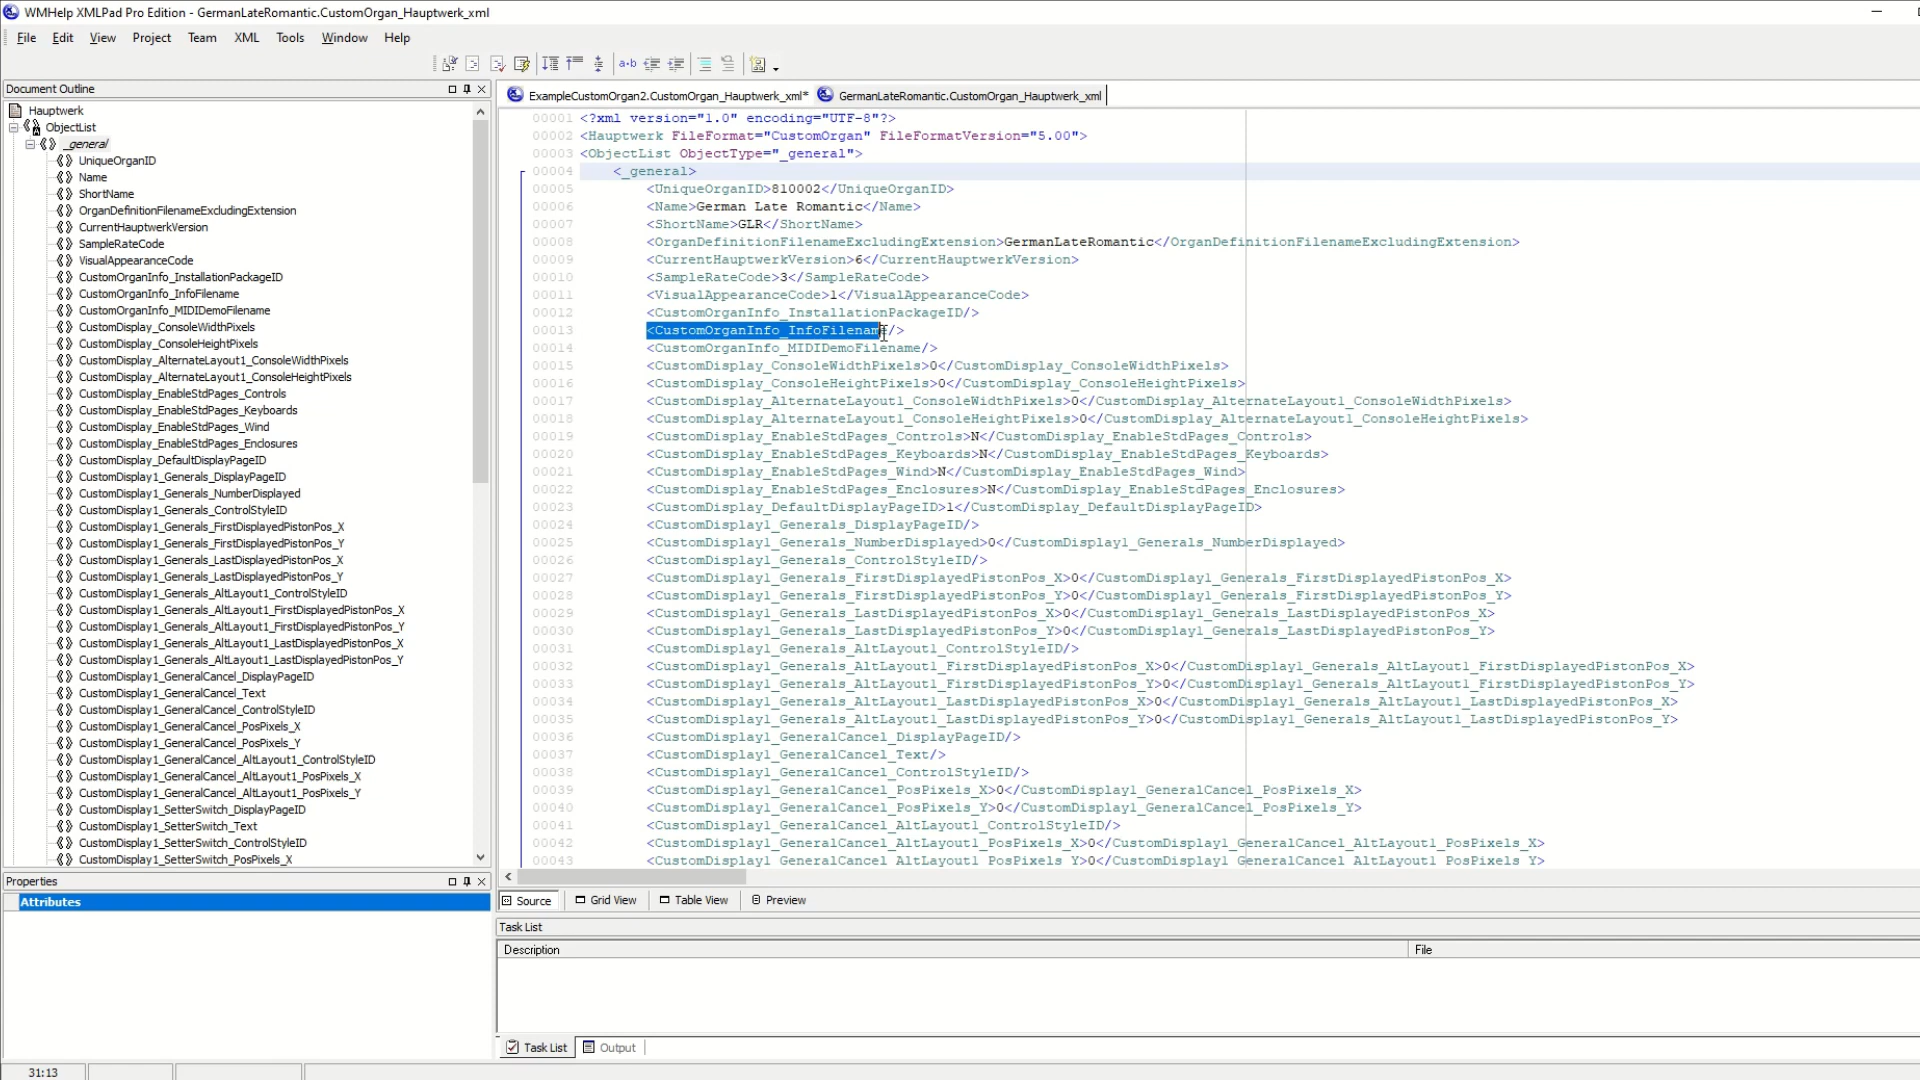 WMHelp XMLPad Pro Edition - GermanLateRomantic.CustomOrgan_Hauptwerk_xml
File Edit View Project Team XML Tools Window Help
Document Outline
Hauptwerk
ObjectList
_general
UniqueOrganID
Name
ShortName
OrganDefinitionFilenameExcludingExtension
CurrentHauptwerkVersion
SampleRateCode
VisualAppearanceCode
CustomOrganInfo_InstallationPackageID
CustomOrganInfo_InfoFilename
CustomOrganInfo_MIDIDemoFilename
CustomDisplay_ConsoleWidthPixels
CustomDisplay_ConsoleHeightPixels
CustomDisplay_AlternateLayout1_ConsoleWidthPixels
CustomDisplay_AlternateLayout1_ConsoleHeightPixels
CustomDisplay_EnableStdPages_Controls
CustomDisplay_EnableStdPages_Keyboards
CustomDisplay_EnableStdPages_Wind
CustomDisplay_EnableStdPages_Enclosures
CustomDisplay_DefaultDisplayPageID
CustomDisplay1_Generals_DisplayPageID
CustomDisplay1_Generals_NumberDisplayed
CustomDisplay1_Generals_ControlStyleID
CustomDisplay1_Generals_FirstDisplayedPistonPos_X
CustomDisplay1_Generals_FirstDisplayedPistonPos_Y
CustomDisplay1_Generals_LastDisplayedPistonPos_X
CustomDisplay1_Generals_LastDisplayedPistonPos_Y
CustomDisplay1_Generals_AltLayout1_ControlStyleID
CustomDisplay1_Generals_AltLayout1_FirstDisplayedPistonPos_X
CustomDisplay1_Generals_AltLayout1_FirstDisplayedPistonPos_Y
CustomDisplay1_Generals_AltLayout1_LastDisplayedPistonPos_X
CustomDisplay1_Generals_AltLayout1_LastDisplayedPistonPos_Y
CustomDisplay1_GeneralCancel_DisplayPageID
CustomDisplay1_GeneralCancel_Text
CustomDisplay1_GeneralCancel_ControlStyleID
CustomDisplay1_GeneralCancel_PosPixels_X
CustomDisplay1_GeneralCancel_PosPixels_Y
CustomDisplay1_GeneralCancel_AltLayout1_ControlStyleID
CustomDisplay1_GeneralCancel_AltLayout1_PosPixels_X
CustomDisplay1_GeneralCancel_AltLayout1_PosPixels_Y
CustomDisplay1_SetterSwitch_DisplayPageID
CustomDisplay1_SetterSwitch_Text
CustomDisplay1_SetterSwitch_ControlStyleID
CustomDisplay1_SetterSwitch_PosPixels_X
Properties
Attributes
31:13
ExampleCustomOrgan2.CustomOrgan_Hauptwerk_xml* GermanLateRomantic.CustomOrgan_Hauptwerk_xml
00001 <?xml version="1.0" encoding="UTF-8"?>
00002 <Hauptwerk FileFormat="CustomOrgan" FileFormatVersion="5.00">
00003 <ObjectList ObjectType="_general">
00004 <_general>
00005 <UniqueOrganID>810002</UniqueOrganID>
00006 <Name>German Late Romantic</Name>
00007 <ShortName>GLR</ShortName>
00008 <OrganDefinitionFilenameExcludingExtension>GermanLateRomantic</OrganDefinitionFilenameExcludingExtension>
00009 <CurrentHauptwerkVersion>6</CurrentHauptwerkVersion>
00010 <SampleRateCode>3</SampleRateCode>
00011 <VisualAppearanceCode>1</VisualAppearanceCode>
00012 <CustomOrganInfo_InstallationPackageID/>
00013 <CustomOrganInfo_InfoFilename/>
00014 <CustomOrganInfo_MIDIDemoFilename/>
00015 <CustomDisplay_ConsoleWidthPixels>0</CustomDisplay_ConsoleWidthPixels>
00016 <CustomDisplay_ConsoleHeightPixels>0</CustomDisplay_ConsoleHeightPixels>
00017 <CustomDisplay_AlternateLayout1_ConsoleWidthPixels>0</CustomDisplay_AlternateLayout1_ConsoleWidthPixels>
00018 <CustomDisplay_AlternateLayout1_ConsoleHeightPixels>0</CustomDisplay_AlternateLayout1_ConsoleHeightPixels>
00019 <CustomDisplay_EnableStdPages_Controls>N</CustomDisplay_EnableStdPages_Controls>
00020 <CustomDisplay_EnableStdPages_Keyboards>N</CustomDisplay_EnableStdPages_Keyboards>
00021 <CustomDisplay_EnableStdPages_Wind>N</CustomDisplay_EnableStdPages_Wind>
00022 <CustomDisplay_EnableStdPages_Enclosures>N</CustomDisplay_EnableStdPages_Enclosures>
00023 <CustomDisplay_DefaultDisplayPageID>1</CustomDisplay_DefaultDisplayPageID>
00024 <CustomDisplay1_Generals_DisplayPageID/>
00025 <CustomDisplay1_Generals_NumberDisplayed>0</CustomDisplay1_Generals_NumberDisplayed>
00026 <CustomDisplay1_Generals_ControlStyleID/>
00027 <CustomDisplay1_Generals_FirstDisplayedPistonPos_X>0</CustomDisplay1_Generals_FirstDisplayedPistonPos_X>
00028 <CustomDisplay1_Generals_FirstDisplayedPistonPos_Y>0</CustomDisplay1_Generals_FirstDisplayedPistonPos_Y>
00029 <CustomDisplay1_Generals_LastDisplayedPistonPos_X>0</CustomDisplay1_Generals_LastDisplayedPistonPos_X>
00030 <CustomDisplay1_Generals_LastDisplayedPistonPos_Y>0</CustomDisplay1_Generals_LastDisplayedPistonPos_Y>
00031 <CustomDisplay1_Generals_AltLayout1_ControlStyleID/>
00032 <CustomDisplay1_Generals_AltLayout1_FirstDisplayedPistonPos_X>0</CustomDisplay1_Generals_AltLayout1_FirstDisplayedPistonPos_X>
00033 <CustomDisplay1_Generals_AltLayout1_FirstDisplayedPistonPos_Y>0</CustomDisplay1_Generals_AltLayout1_FirstDisplayedPistonPos_Y>
00034 <CustomDisplay1_Generals_AltLayout1_LastDisplayedPistonPos_X>0</CustomDisplay1_Generals_AltLayout1_LastDisplayedPistonPos_X>
00035 <CustomDisplay1_Generals_AltLayout1_LastDisplayedPistonPos_Y>0</CustomDisplay1_Generals_AltLayout1_LastDisplayedPistonPos_Y>
00036 <CustomDisplay1_GeneralCancel_DisplayPageID/>
00037 <CustomDisplay1_GeneralCancel_Text/>
00038 <CustomDisplay1_GeneralCancel_ControlStyleID/>
00039 <CustomDisplay1_GeneralCancel_PosPixels_X>0</CustomDisplay1_GeneralCancel_PosPixels_X>
00040 <CustomDisplay1_GeneralCancel_PosPixels_Y>0</CustomDisplay1_GeneralCancel_PosPixels_Y>
00041 <CustomDisplay1_GeneralCancel_AltLayout1_ControlStyleID/>
00042 <CustomDisplay1_GeneralCancel_AltLayout1_PosPixels_X>0</CustomDisplay1_GeneralCancel_AltLayout1_PosPixels_X>
00043 <CustomDisplay1_GeneralCancel_AltLayout1_PosPixels_Y>0</CustomDisplay1_GeneralCancel_AltLayout1_PosPixels_Y>
Source Grid View Table View Preview
Task List
Description File
Task List Output